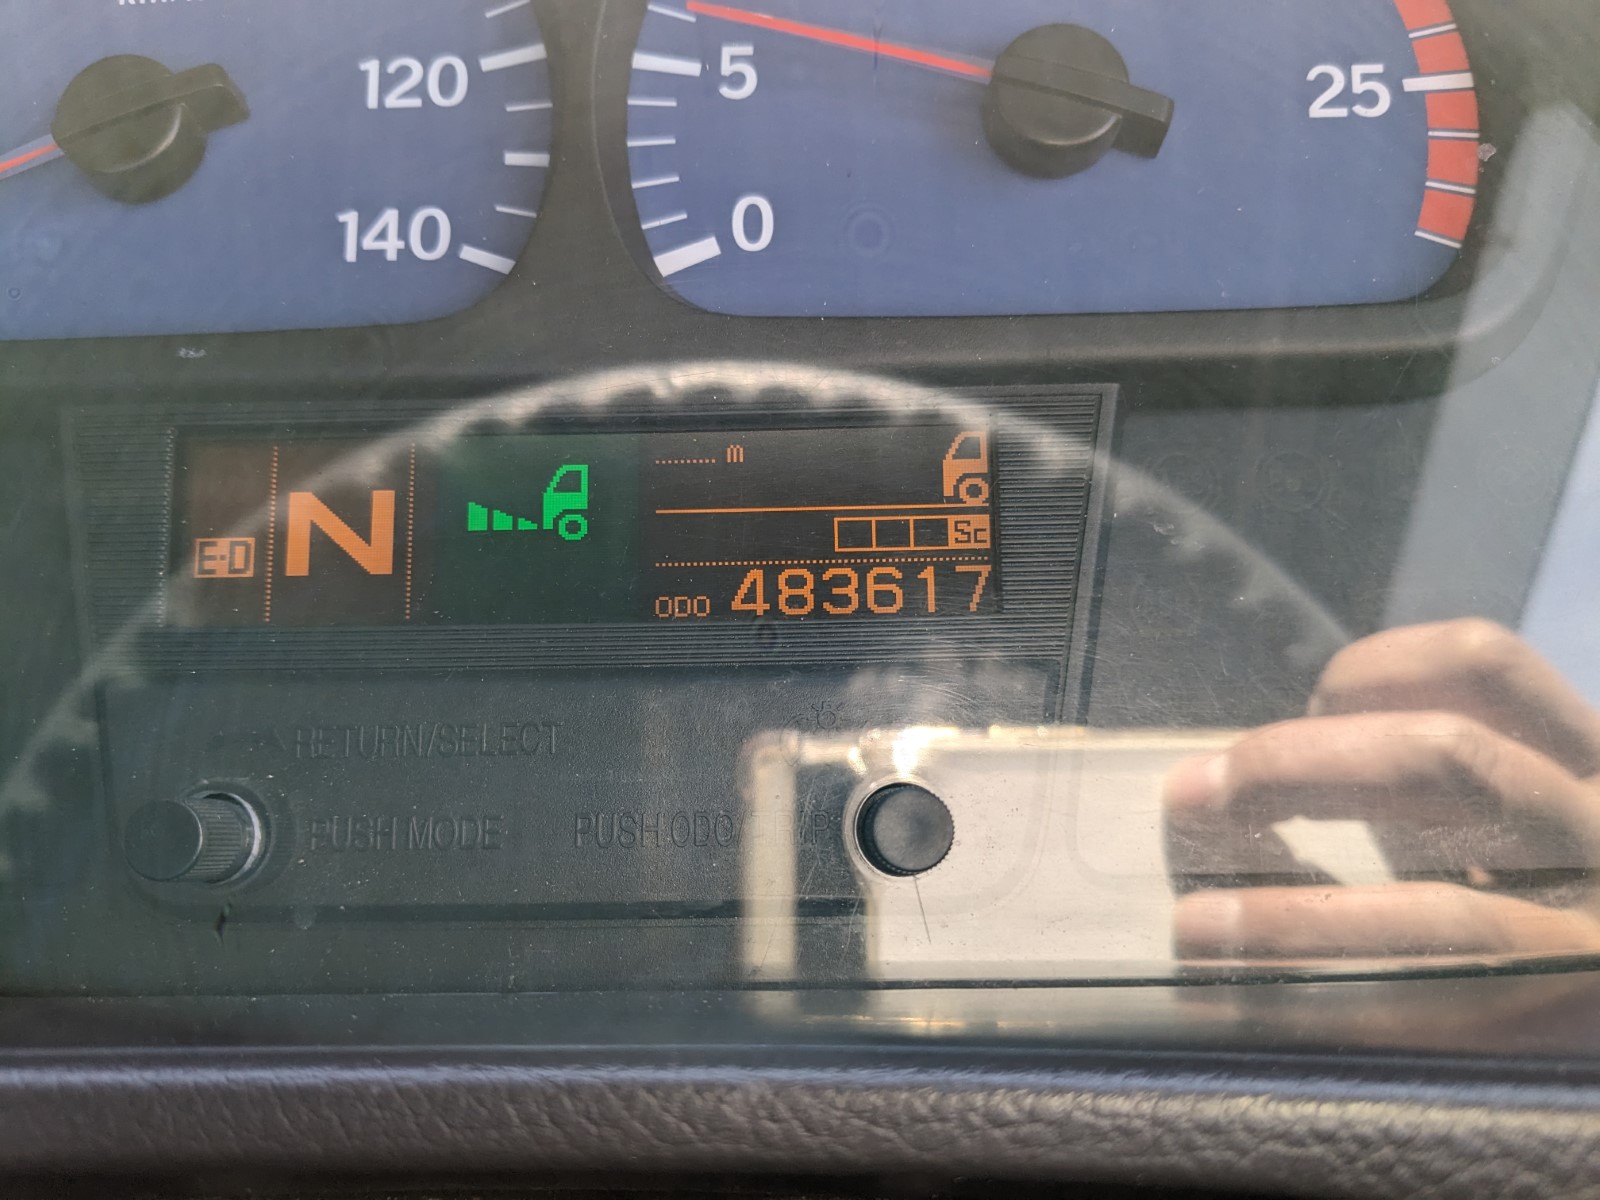 120
140
5
0
25
E·D
N
m
Sc
ODO 483617
RETURN/SELECT
PUSH MODE
PUSH ODO/TRIP